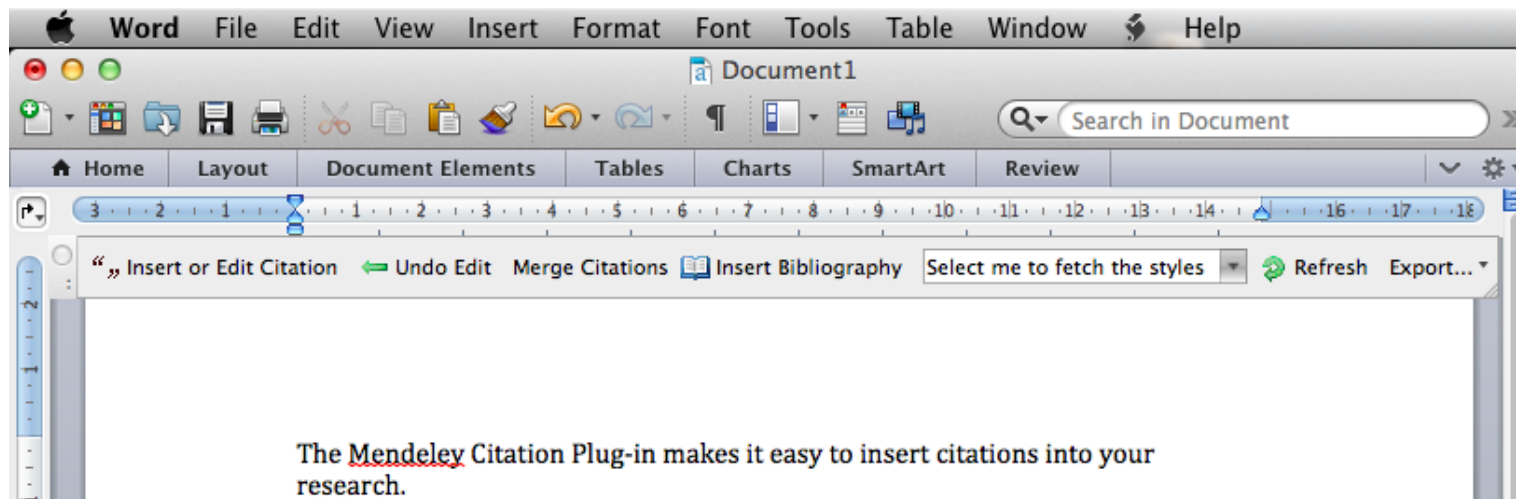 Word File Edit View Insert Format Font Tools Table Window Help
Document1
Search in Document
Home Layout Document Elements Tables Charts SmartArt Review
3 2 1 1 2 3 4 5 6 7 8 9 10 11 12 13 14 16 17 18
“„ Insert or Edit Citation Undo Edit Merge Citations Insert Bibliography Select me to fetch the styles Refresh Export...
2
1
The Mendeley Citation Plug-in makes it easy to insert citations into your
research.